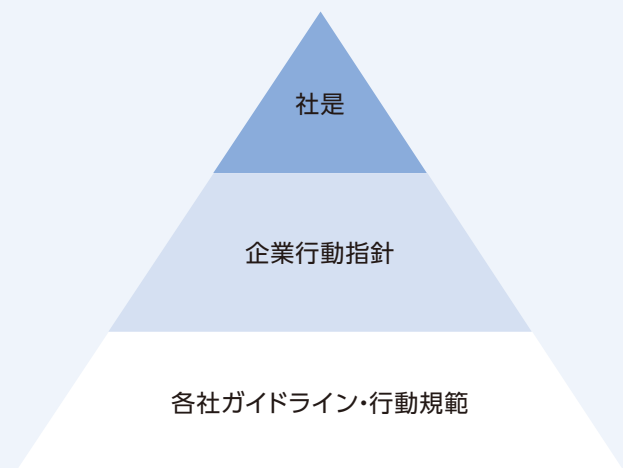 社是
企業行動指針
各社ガイドライン・行動規範